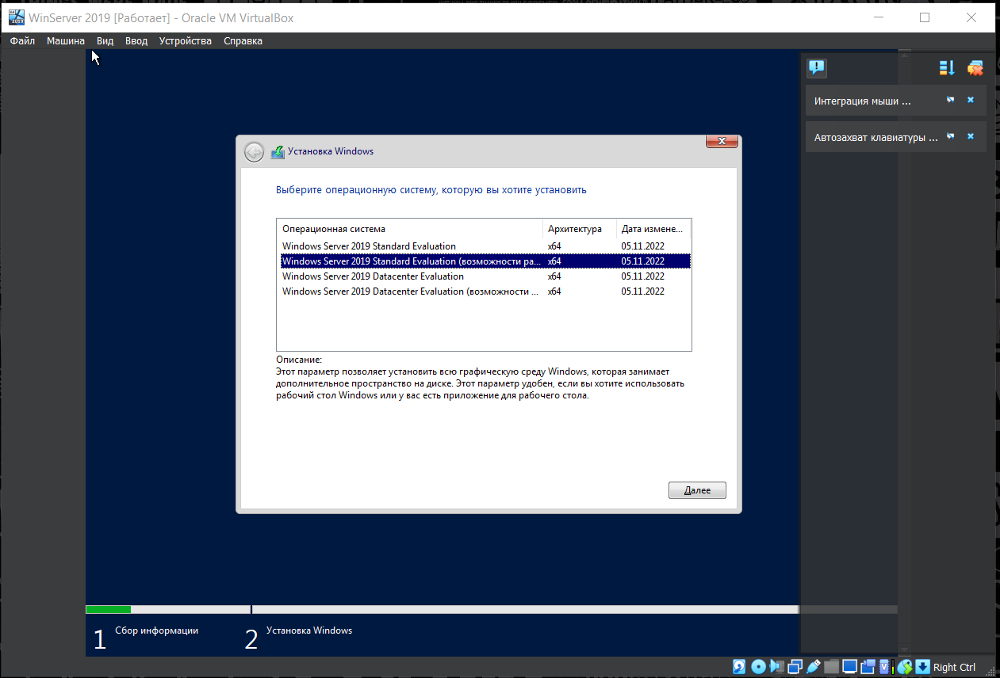 WinServer 2019 [Работает] - Oracle VM VirtualBox
Файл Машина Вид Ввод Устройства Справка
Интеграция мыши ...
Автозахват клавиатуры ...
Установка Windows
Выберите операционную систему, которую вы хотите установить
Операционная система Архитектура Дата измене...
Windows Server 2019 Standard Evaluation x64 05.11.2022
Windows Server 2019 Standard Evaluation (возможности ра... x64 05.11.2022
Windows Server 2019 Datacenter Evaluation x64 05.11.2022
Windows Server 2019 Datacenter Evaluation (возможности ... x64 05.11.2022
Описание:
Этот параметр позволяет установить всю графическую среду Windows, которая занимает
дополнительное пространство на диске. Этот параметр удобен, если вы хотите использовать
рабочий стол Windows или у вас есть приложение для рабочего стола.
Далее
1 Сбор информации 2 Установка Windows
Right Ctrl